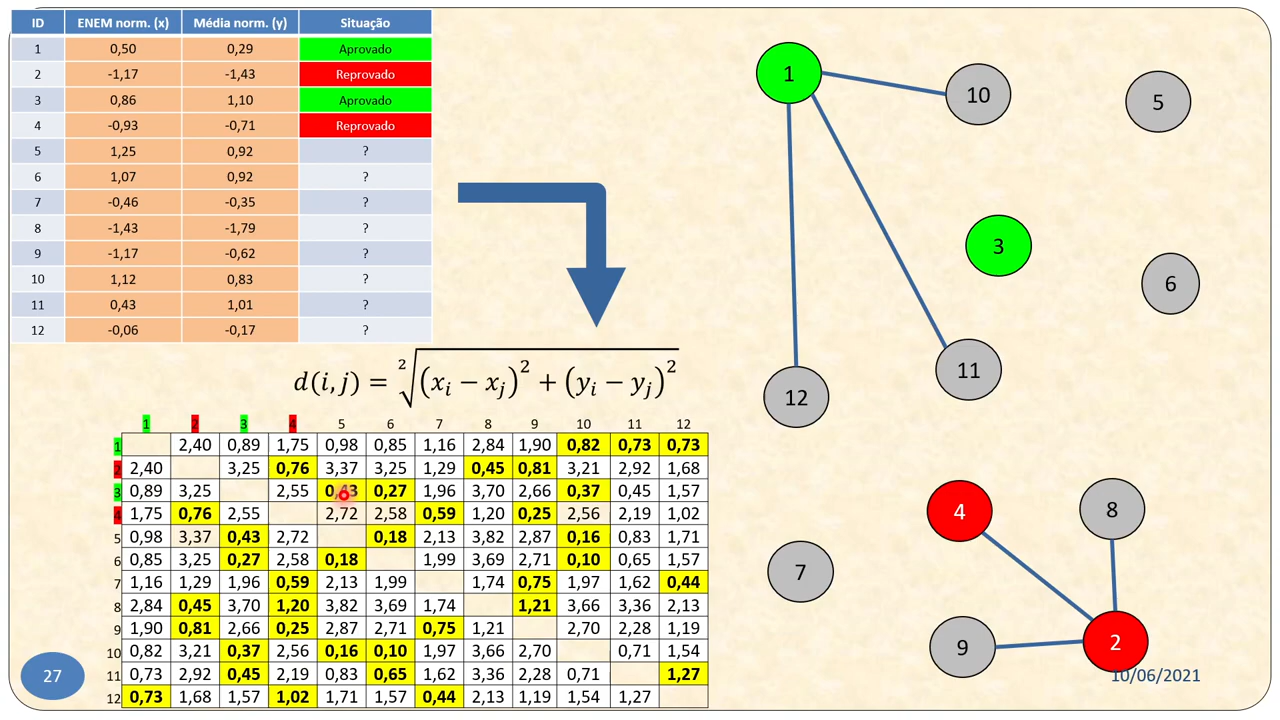 ID ENEM norm. (x) Média norm. (y) Situação
1 0,50 0,29 Aprovado
2 -1,17 -1,43 Reprovado
3 0,86 1,10 Aprovado
4 -0,93 -0,71 Reprovado
5 1,25 0,92 ?
6 1,07 0,92 ?
7 -0,46 -0,35 ?
8 -1,43 -1,79 ?
9 -1,17 -0,62 ?
10 1,12 0,83 ?
11 0,43 1,01 ?
12 -0,06 -0,17 ?
d(i,j) = ²√(xᵢ − xⱼ)² + (yᵢ − yⱼ)²
1 2 3 4 5 6 7 8 9 10 11 12
1 2,40 0,89 1,75 0,98 0,85 1,16 2,84 1,90 0,82 0,73 0,73
2 2,40 3,25 0,76 3,37 3,25 1,29 0,45 0,81 3,21 2,92 1,68
3 0,89 3,25 2,55 0,43 0,27 1,96 3,70 2,66 0,37 0,45 1,57
4 1,75 0,76 2,55 2,72 2,58 0,59 1,20 0,25 2,56 2,19 1,02
5 0,98 3,37 0,43 2,72 0,18 2,13 3,82 2,87 0,16 0,83 1,71
6 0,85 3,25 0,27 2,58 0,18 1,99 3,69 2,71 0,10 0,65 1,57
7 1,16 1,29 1,96 0,59 2,13 1,99 1,74 0,75 1,97 1,62 0,44
8 2,84 0,45 3,70 1,20 3,82 3,69 1,74 1,21 3,66 3,36 2,13
9 1,90 0,81 2,66 0,25 2,87 2,71 0,75 1,21 2,70 2,28 1,19
10 0,82 3,21 0,37 2,56 0,16 0,10 1,97 3,66 2,70 0,71 1,54
11 0,73 2,92 0,45 2,19 0,83 0,65 1,62 3,36 2,28 0,71 1,27
12 0,73 1,68 1,57 1,02 1,71 1,57 0,44 2,13 1,19 1,54 1,27
1
10
5
3
6
11
12
4
8
7
9
2
27
10/06/2021